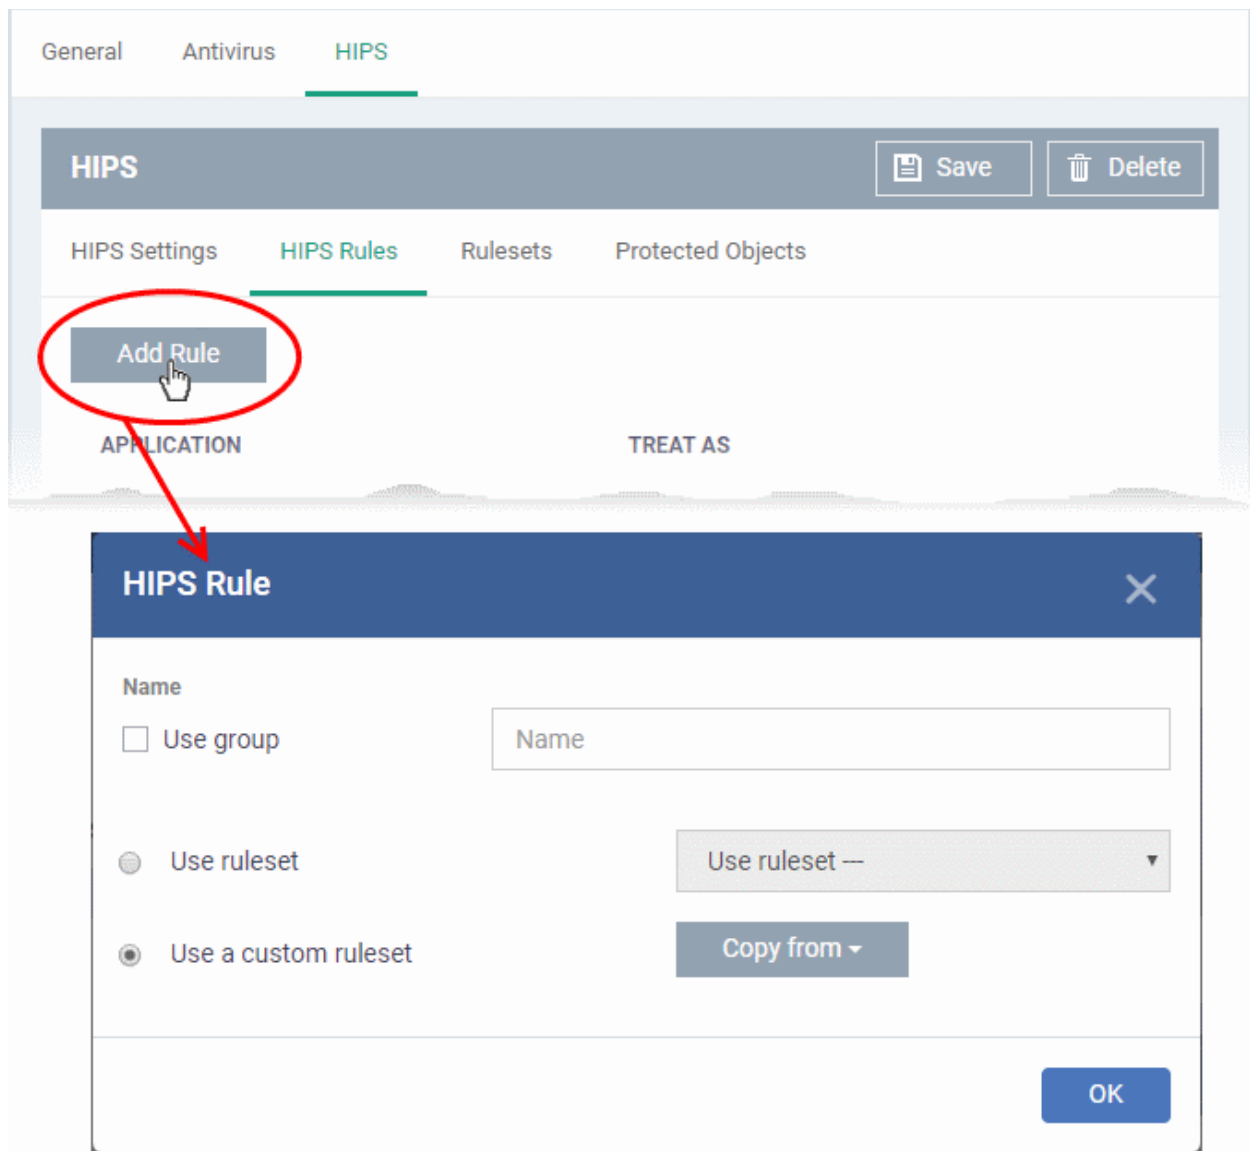 General Antivirus HIPS
HIPS Save Delete
HIPS Settings HIPS Rules Rulesets Protected Objects
Add Rule
APPLICATION TREAT AS
HIPS Rule
Name
Use group Name
Use ruleset Use ruleset ---
Use a custom ruleset Copy from
OK